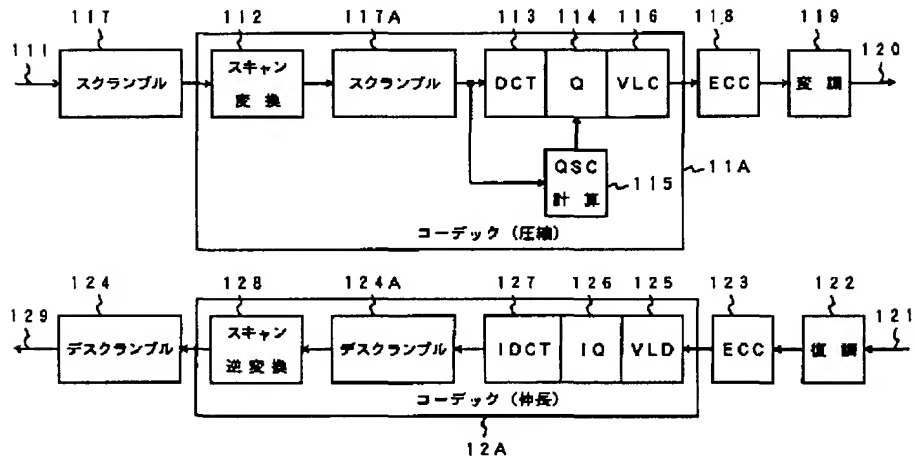 117 112 117A 113 114 116 118 119
111 120
スクランブル
スキャン
変換
スクランブル
DCT Q VLC
ECC
変調
QSC
計算
115
11A
コーデック(圧縮)
124 128 124A 127 126 125 123 122
129 121
デスクランブル
スキャン
逆変換
デスクランブル
IDCT IQ VLD
ECC
復調
コーデック(伸長)
12A